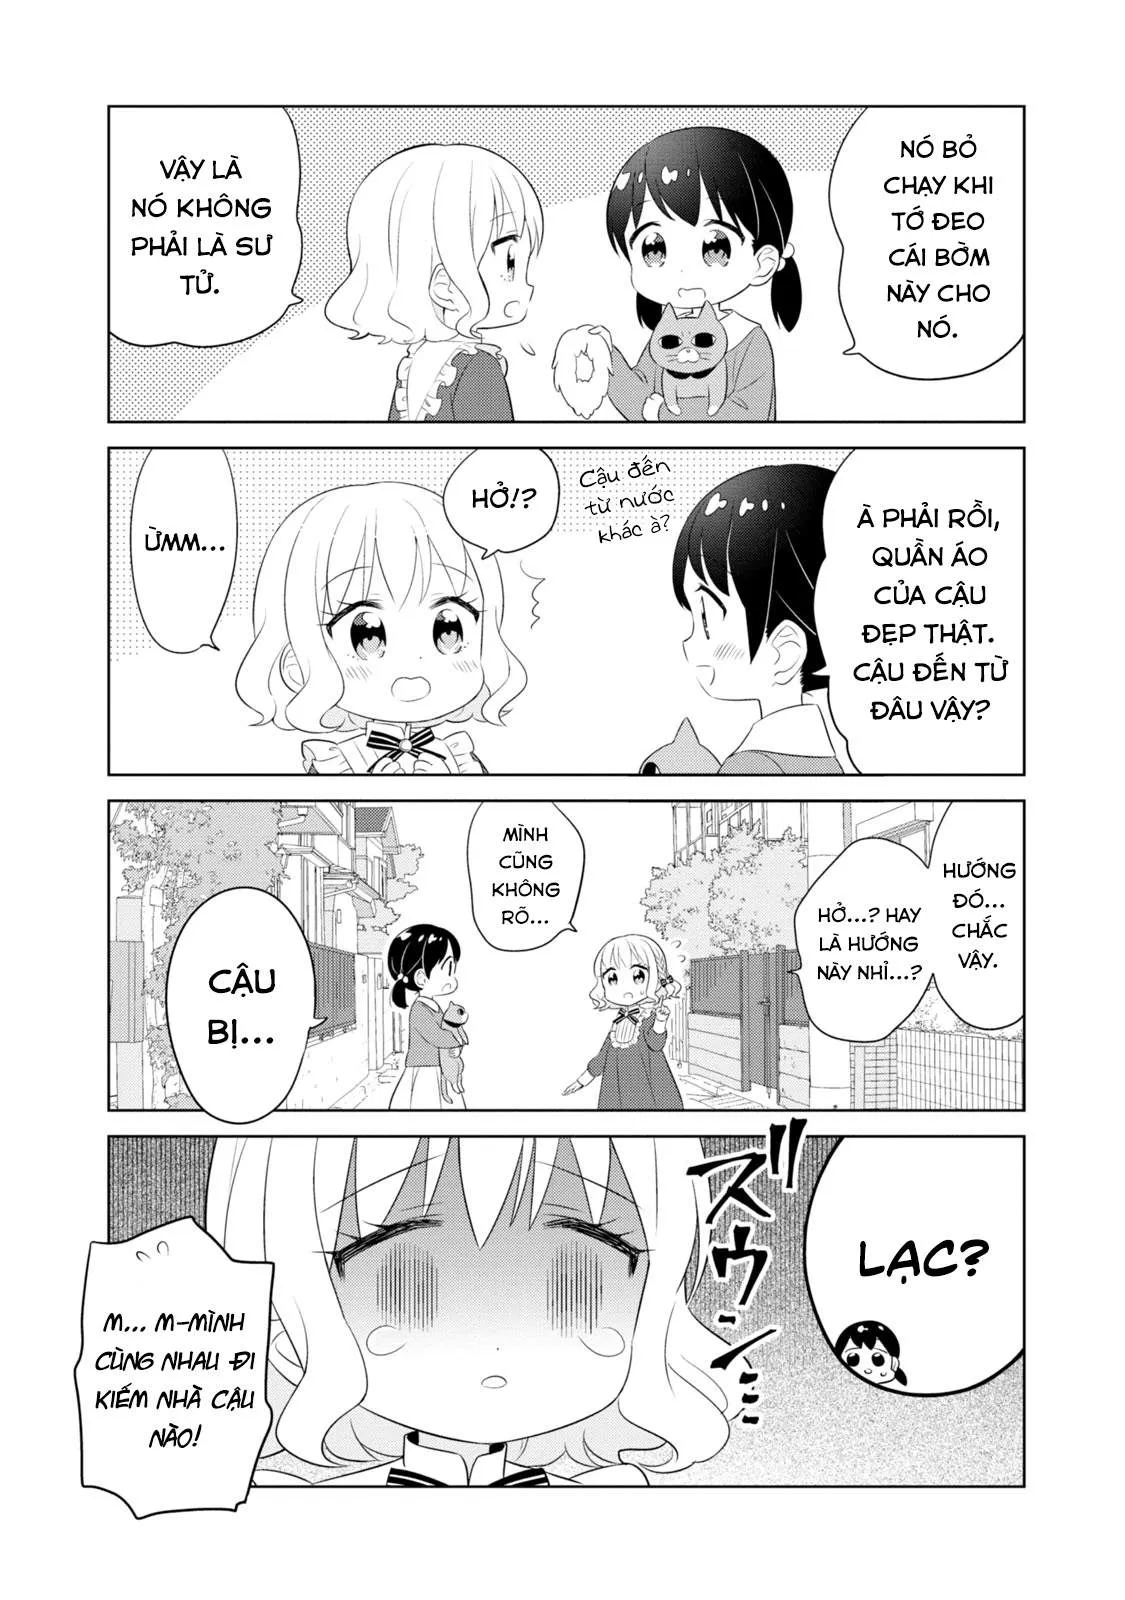 NÓ BỎ
CHẠY KHI
TỚ ĐEO
CÁI BỜM
NÀY CHO
NÓ.
VẬY LÀ
NÓ KHÔNG
PHẢI LÀ SƯ
TỬ.
À PHẢI RỒI,
QUẦN ÁO
CỦA CẬU
ĐẸP THẬT.
CẬU ĐẾN TỪ
ĐÂU VẬY?
Cậu đến
từ nước
khác à?
HỞ!?
ỪMM...
HƯỚNG
ĐÓ...
CHẮC
VẬY.
HỞ...? HAY
LÀ HƯỚNG
NÀY NHỈ...?
MÌNH
CŨNG
KHÔNG
RÕ...
CẬU
BỊ...
LẠC?
ズウン...
M... M-MÌNH
CÙNG NHAU ĐI
KIẾM NHÀ CẬU
NÀO!